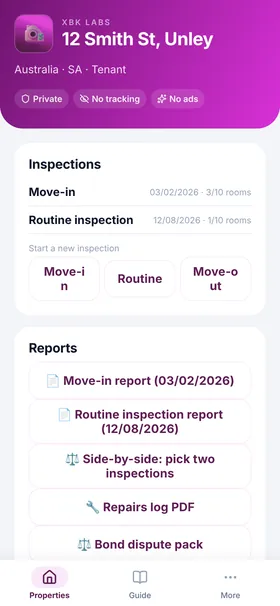 XBK LABS
12 Smith St, Unley
Australia · SA · Tenant
Private
No tracking
No ads
Inspections
Move-in
03/02/2026 · 3/10 rooms
Routine inspection
12/08/2026 · 1/10 rooms
Start a new inspection
Move-i
n
Routine
Move-o
ut
Reports
📄 Move-in report (03/02/2026)
📄 Routine inspection report
(12/08/2026)
⚖️ Side-by-side: pick two
inspections
🔧 Repairs log PDF
⚖️ Bond dispute pack
Properties
Guide
More